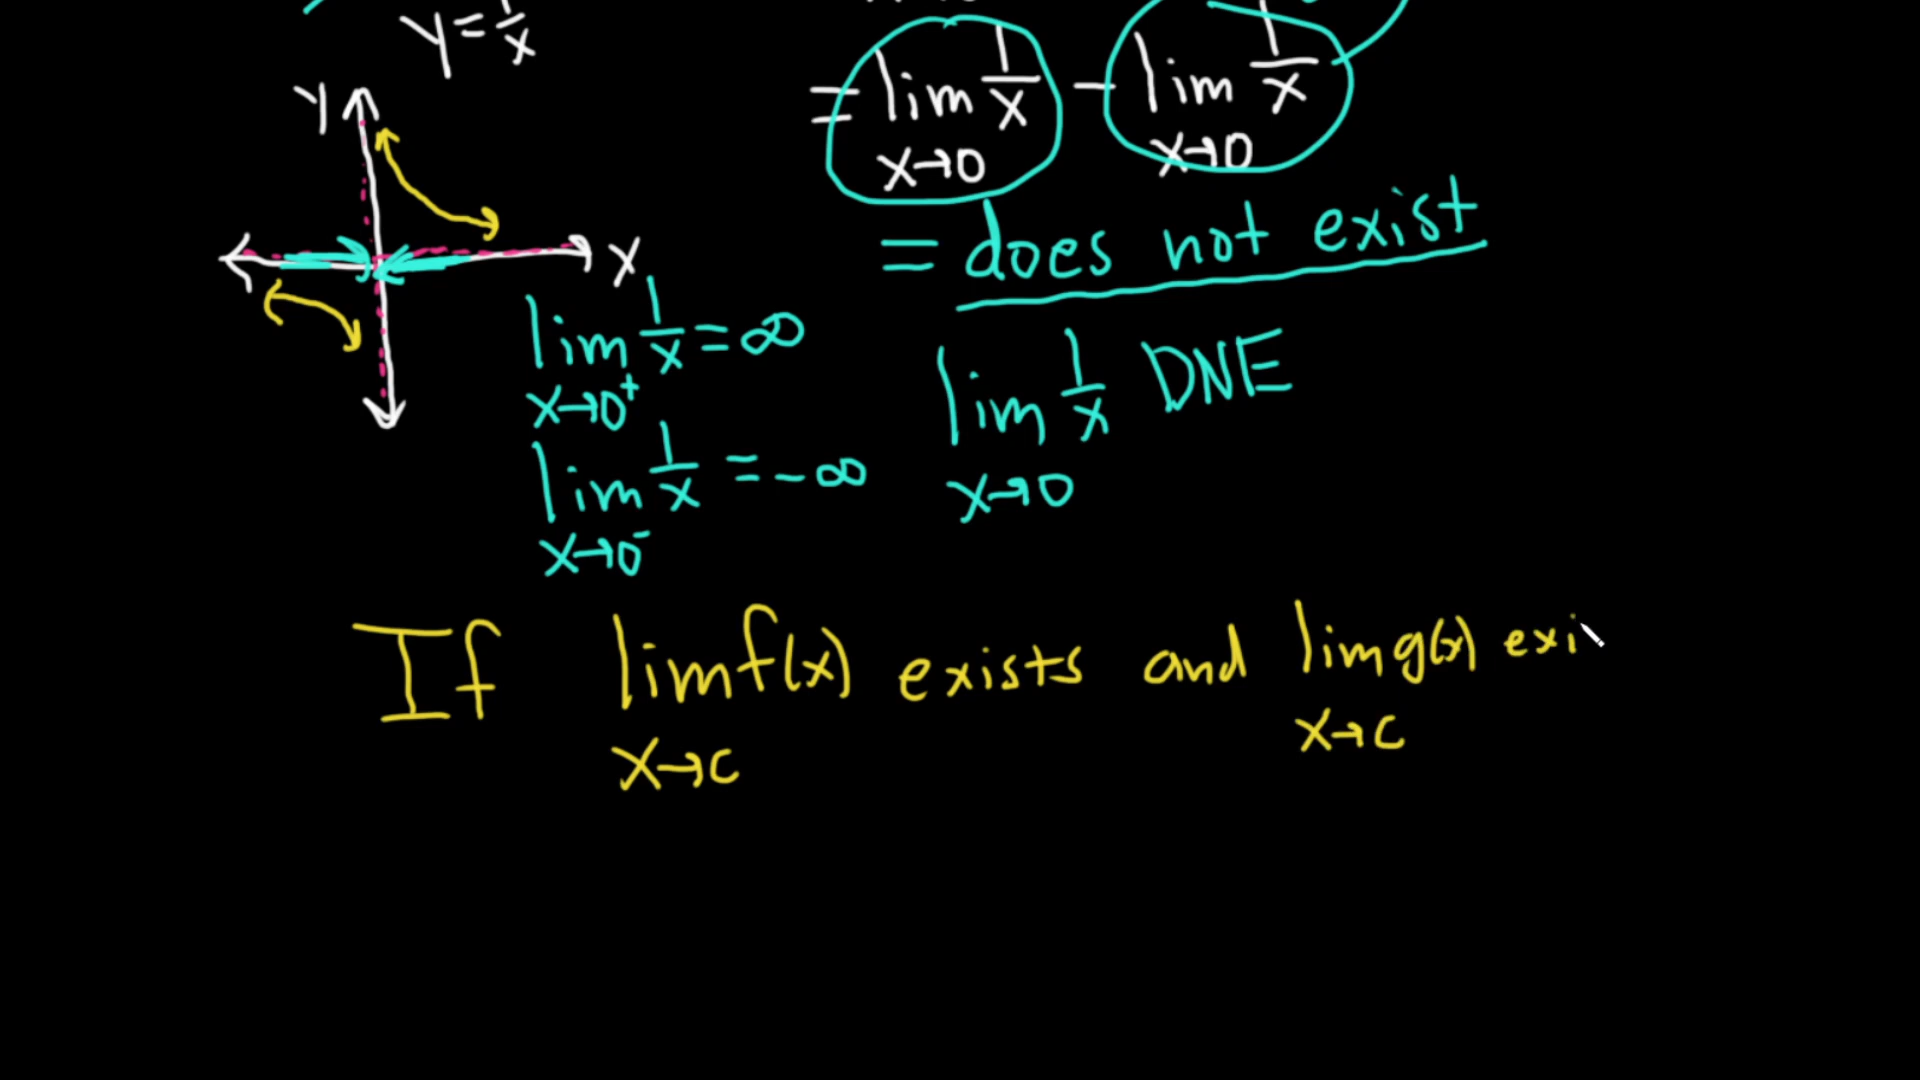 y = 1/x
Y
X
= lim 1/x - lim 1/x
x→0 x→0
= does not exist
lim 1/x = ∞
x→0⁺
lim 1/x DNE
x→0
lim 1/x = -∞
x→0⁻
If lim f(x) exists and lim g(x) exi
x→c x→c